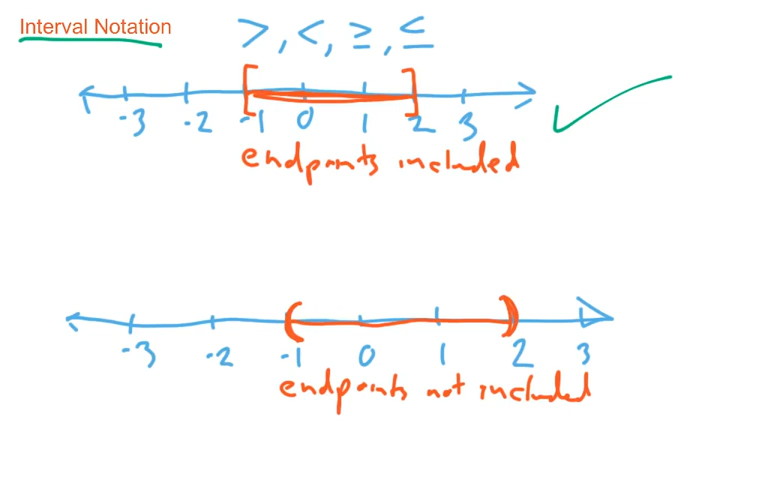 Interval Notation
>, <, ≥, ≤
-3 -2 -1 0 1 2 3
endpoints included
-3 -2 -1 0 1 2 3
endpoints not included